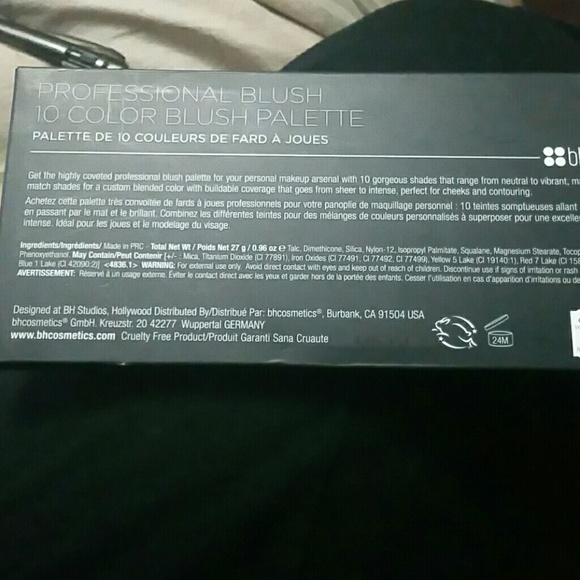 PROFESSIONAL BLUSH
10 COLOR BLUSH PALETTE
PALETTE DE 10 COULEURS DE FARD À JOUES
bh
Get the highly coveted professional blush palette for your personal makeup arsenal with 10 gorgeous shades that range from neutral to vibrant,
match shades for a custom blended color with buildable coverage that goes from sheer to intense, perfect for cheeks and contouring.
Achetez cette palette très convoitée de fards à joues professionnels pour votre panoplie de maquillage personnel : 10 teintes somptueuses allant
en passant par le mat et le brillant. Combinez les différentes teintes pour des mélanges de couleurs personnalisés à superposer pour une
intense. Idéal pour les joues et le modelage du visage.
Ingredients/Ingrédients/ Made in PRC - Total Net Wt / Poids Net 27 g / 0.96 oz e Talc, Dimethicone, Silica, Nylon-12, Isopropyl Palmitate, Squalane, Magnesium Stearate,
Phenoxyethanol. May Contain/Peut Contenir [+/- : Mica, Titanium Dioxide (CI 77891), Iron Oxides (CI 77491, CI 77492, CI 77499), Yellow 5 Lake (CI 19140:1), Red 7 Lake (CI
Blue 1 Lake (CI 42090:2)] <4836.1> WARNING: For external use only. Avoid direct contact with eyes and keep out of reach of children. Discontinue use if signs of irritation or rash
AVERTISSEMENT: Réservé à un usage externe. Éviter le contact direct avec les yeux et garder hors de la portée des enfants. Cesser l'utilisation en cas d'apparition d'irritations ou
Designed at BH Studios, Hollywood Distributed By/Distribué Par: bhcosmetics®, Burbank, CA 91504 USA
bhcosmetics® GmbH. Kreuzstr. 20 42277 Wuppertal GERMANY
www.bhcosmetics.com Cruelty Free Product/Produit Garanti Sana Cruaute
24M